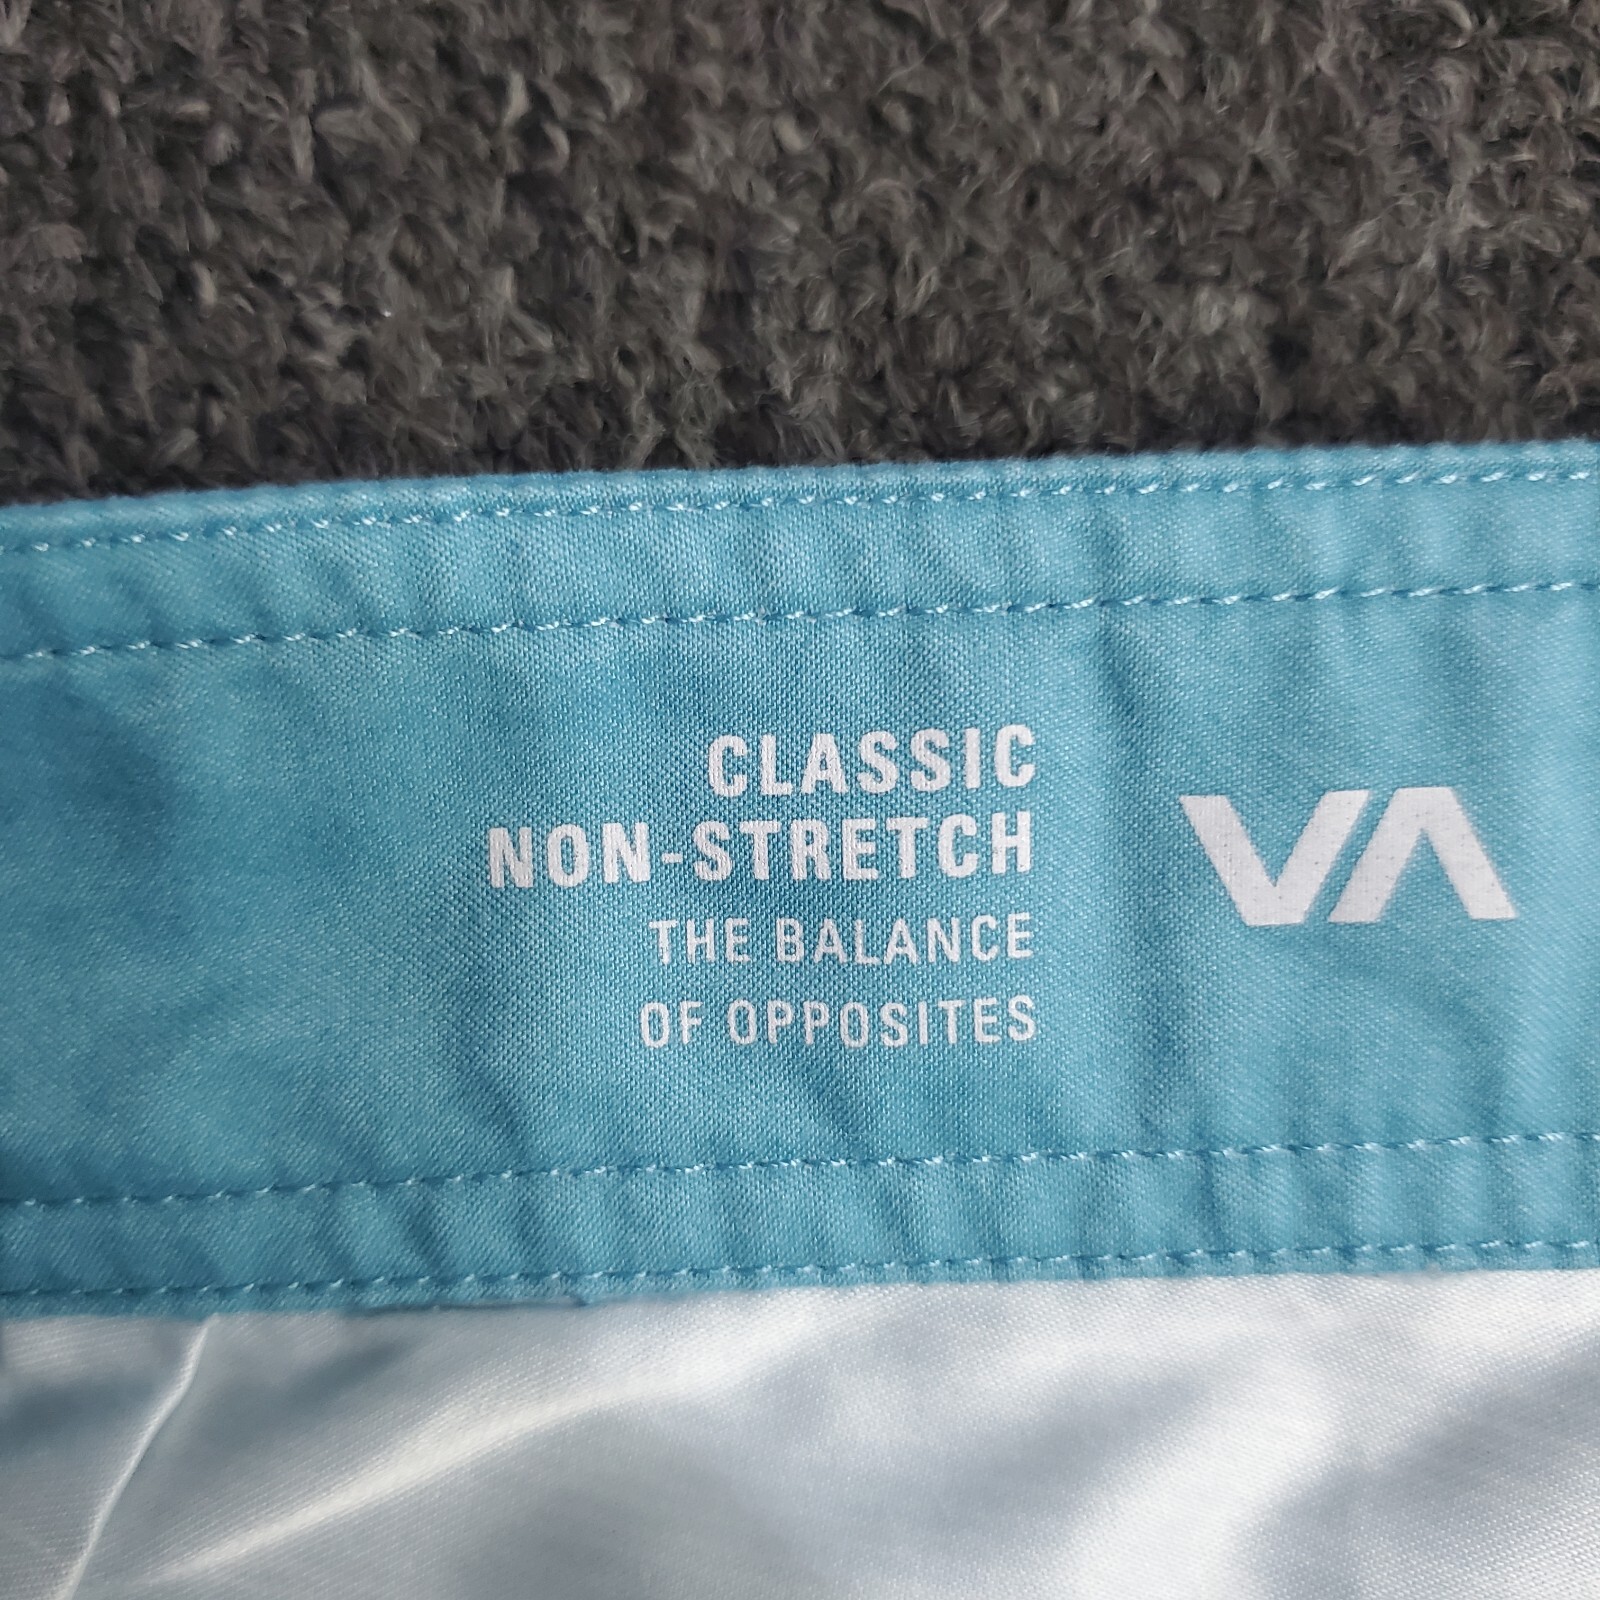 CLASSIC
NON-STRETCH
THE BALANCE
OF OPPOSITES
VA